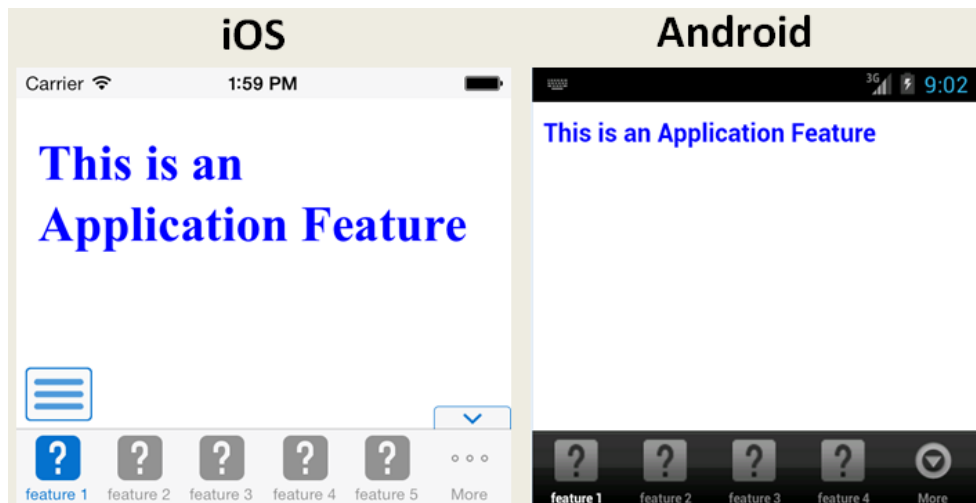 iOS
Carrier 1:59 PM
This is an
Application Feature
? ? ? ? ?
feature 1 feature 2 feature 3 feature 4 feature 5 More
Android
3G 9:02
This is an Application Feature
? ? ? ?
feature 1 feature 2 feature 3 feature 4 More